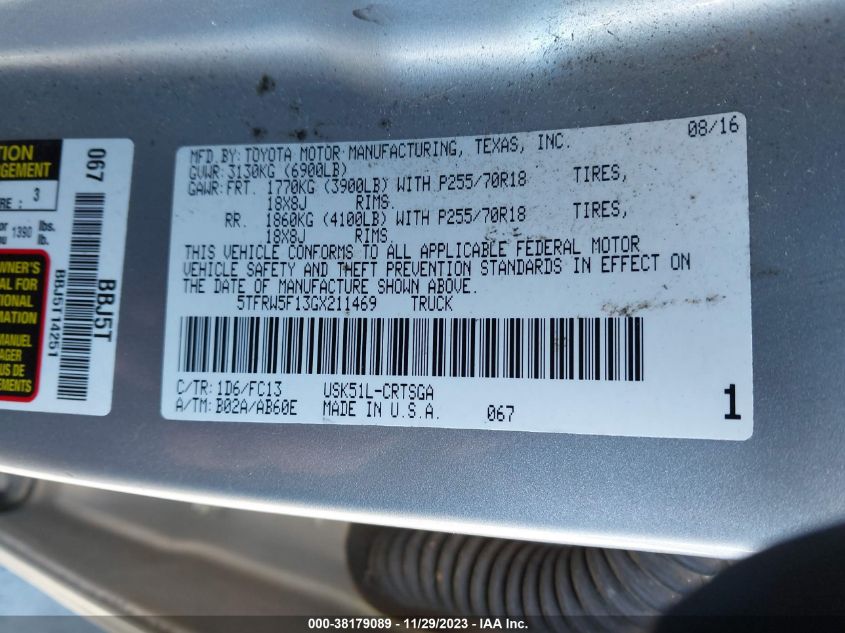 MFD. BY: TOYOTA MOTOR MANUFACTURING, TEXAS, INC. 08/16
GVWR: 3130KG (6900LB)
GAWR: FRT. 1770KG (3900LB) WITH P255/70R18 TIRES,
18X8J RIMS.
RR. 1860KG (4100LB) WITH P255/70R18 TIRES,
18X8J RIMS.
THIS VEHICLE CONFORMS TO ALL APPLICABLE FEDERAL MOTOR
VEHICLE SAFETY AND THEFT PREVENTION STANDARDS IN EFFECT ON
THE DATE OF MANUFACTURE SHOWN ABOVE.
5TFRW5F13GX211469 TRUCK
C/TR: 1D6/FC13 USK51L-CRTSGA
A/TM: B02A/AB60E MADE IN U.S.A. 067 1
067
BBJ5T
BBJ5T14251
3
1390 lbs.
lb.
000-38179089 - 11/29/2023 - IAA Inc.